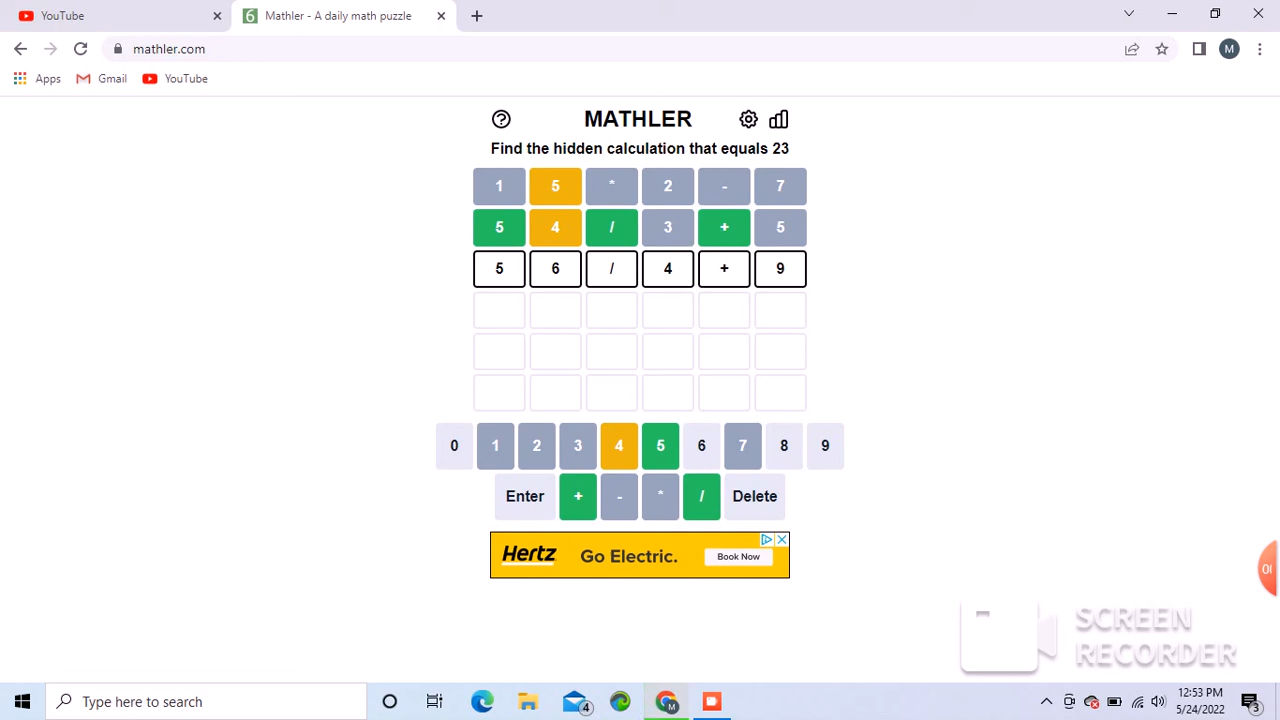 YouTube
Mathler - A daily math puzzle
mathler.com
M
Apps
Gmail
YouTube
MATHLER
Find the hidden calculation that equals 23
1 5 * 2 - 7
5 4 / 3 + 5
5 6 / 4 + 9
0 1 2 3 4 5 6 7 8 9
Enter + - * / Delete
Hertz Go Electric. Book Now
00
SCREEN
RECORDER
Type here to search
4
M
12:53 PM
5/24/2022
3